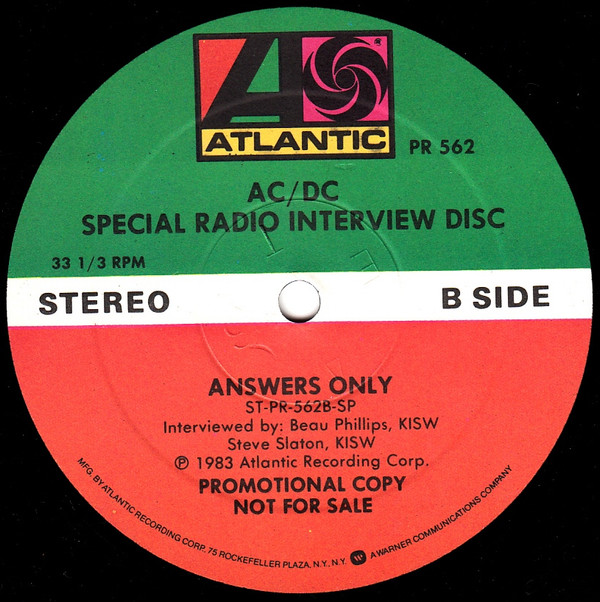 ATLANTIC
PR 562
AC/DC
SPECIAL RADIO INTERVIEW DISC
33 1/3 RPM
STEREO
B SIDE
ANSWERS ONLY
ST-PR-562B-SP
Interviewed by: Beau Phillips, KISW
Steve Slaton, KISW
℗ 1983 Atlantic Recording Corp.
PROMOTIONAL COPY
NOT FOR SALE
MFG. BY ATLANTIC RECORDING CORP. 75 ROCKEFELLER PLAZA, N.Y., N.Y. A WARNER COMMUNICATIONS COMPANY